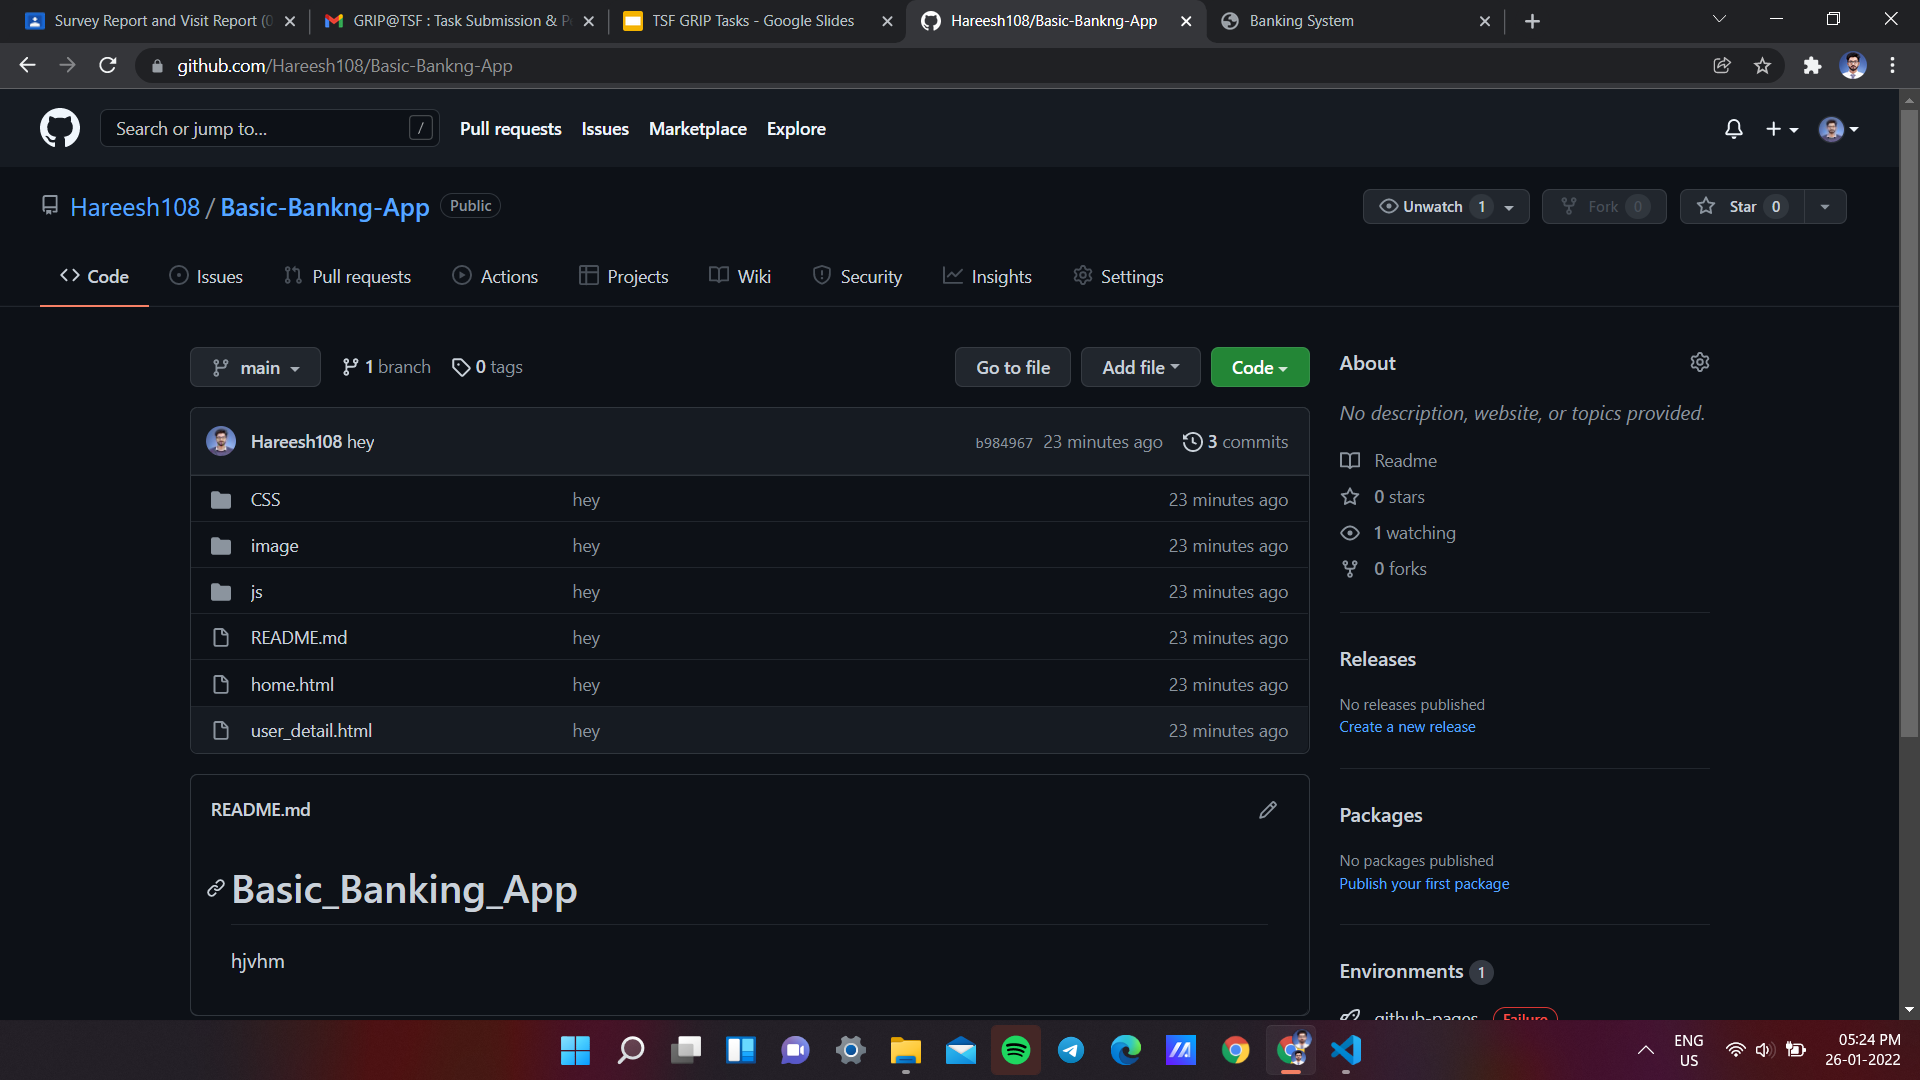 Survey Report and Visit Report (0
GRIP@TSF : Task Submission & P
TSF GRIP Tasks - Google Slides
Hareesh108/Basic-Bankng-App
Banking System
github.com/Hareesh108/Basic-Bankng-App
Search or jump to... /
Pull requests Issues Marketplace Explore
Hareesh108 / Basic-Bankng-App Public
Unwatch 1 Fork 0 Star 0
Code Issues Pull requests Actions Projects Wiki Security Insights Settings
main 1 branch 0 tags
Go to file Add file Code
Hareesh108 hey b984967 23 minutes ago 3 commits
CSS hey 23 minutes ago
image hey 23 minutes ago
js hey 23 minutes ago
README.md hey 23 minutes ago
home.html hey 23 minutes ago
user_detail.html hey 23 minutes ago
README.md
Basic_Banking_App
hjvhm
About
No description, website, or topics provided.
Readme
0 stars
1 watching
0 forks
Releases
No releases published
Create a new release
Packages
No packages published
Publish your first package
Environments 1
github-pages Failure
ENG
US
05:24 PM
26-01-2022